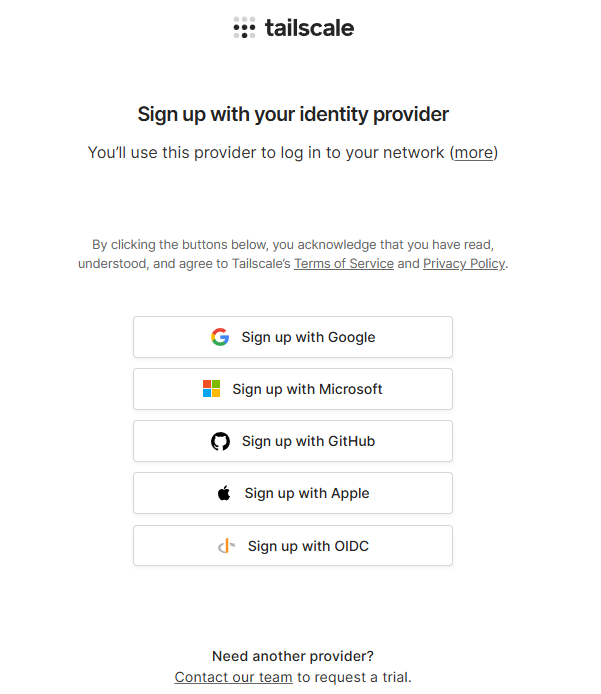 tailscale
Sign up with your identity provider
You’ll use this provider to log in to your network (more)
By clicking the buttons below, you acknowledge that you have read,
understood, and agree to Tailscale’s Terms of Service and Privacy Policy.
Sign up with Google
Sign up with Microsoft
Sign up with GitHub
Sign up with Apple
Sign up with OIDC
Need another provider?
Contact our team to request a trial.